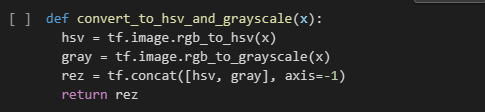 [ ] def convert_to_hsv_and_grayscale(x):
hsv = tf.image.rgb_to_hsv(x)
gray = tf.image.rgb_to_grayscale(x)
rez = tf.concat([hsv, gray], axis=-1)
return rez